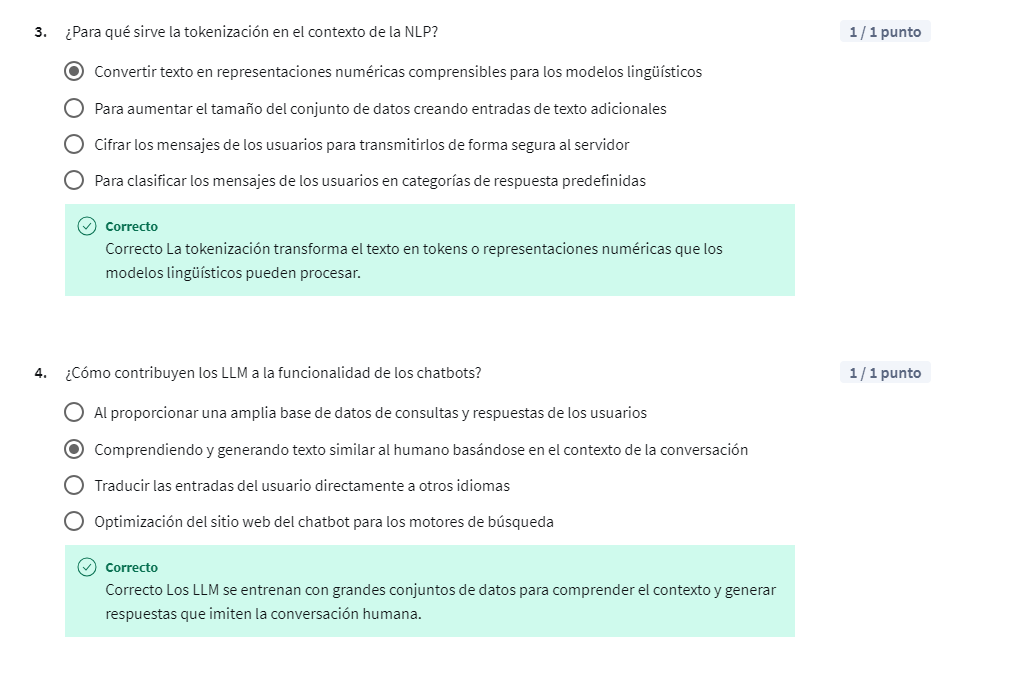 3. ¿Para qué sirve la tokenización en el contexto de la NLP? 1 / 1 punto
Convertir texto en representaciones numéricas comprensibles para los modelos lingüísticos
Para aumentar el tamaño del conjunto de datos creando entradas de texto adicionales
Cifrar los mensajes de los usuarios para transmitirlos de forma segura al servidor
Para clasificar los mensajes de los usuarios en categorías de respuesta predefinidas
Correcto
Correcto La tokenización transforma el texto en tokens o representaciones numéricas que los
modelos lingüísticos pueden procesar.
4. ¿Cómo contribuyen los LLM a la funcionalidad de los chatbots? 1 / 1 punto
Al proporcionar una amplia base de datos de consultas y respuestas de los usuarios
Comprendiendo y generando texto similar al humano basándose en el contexto de la conversación
Traducir las entradas del usuario directamente a otros idiomas
Optimización del sitio web del chatbot para los motores de búsqueda
Correcto
Correcto Los LLM se entrenan con grandes conjuntos de datos para comprender el contexto y generar
respuestas que imiten la conversación humana.